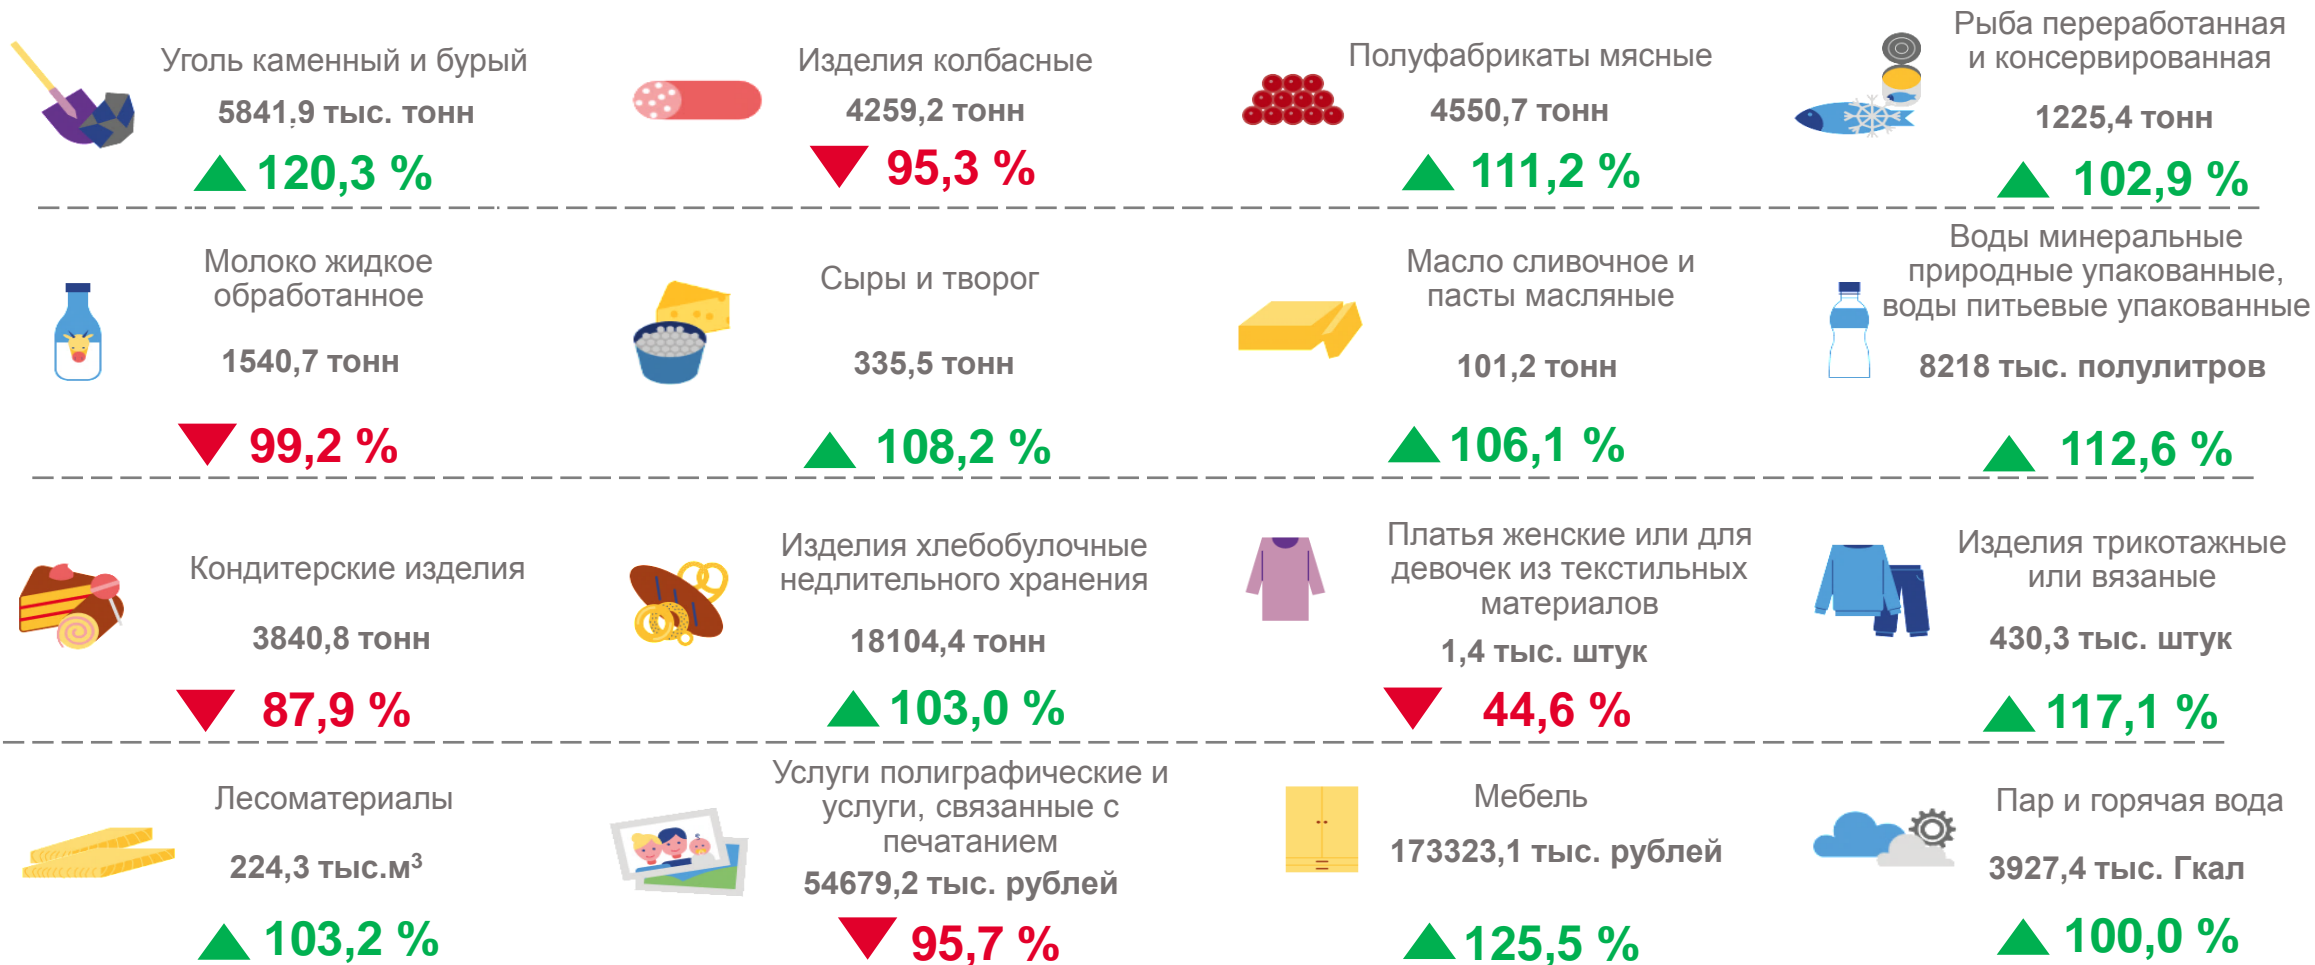 Уголь каменный и бурый
5841,9 тыс. тонн
120,3 %
Изделия колбасные
4259,2 тонн
95,3 %
Полуфабрикаты мясные
4550,7 тонн
111,2 %
Рыба переработанная
и консервированная
1225,4 тонн
102,9 %
Молоко жидкое
обработанное
1540,7 тонн
99,2 %
Сыры и творог
335,5 тонн
108,2 %
Масло сливочное и
пасты масляные
101,2 тонн
106,1 %
Воды минеральные
природные упакованные,
воды питьевые упакованные
8218 тыс. полулитров
112,6 %
Кондитерские изделия
3840,8 тонн
87,9 %
Изделия хлебобулочные
недлительного хранения
18104,4 тонн
103,0 %
Платья женские или для
девочек из текстильных
материалов
1,4 тыс. штук
44,6 %
Изделия трикотажные
или вязаные
430,3 тыс. штук
117,1 %
Лесоматериалы
224,3 тыс.м³
103,2 %
Услуги полиграфические и
услуги, связанные с
печатанием
54679,2 тыс. рублей
95,7 %
Мебель
173323,1 тыс. рублей
125,5 %
Пар и горячая вода
3927,4 тыс. Гкал
100,0 %